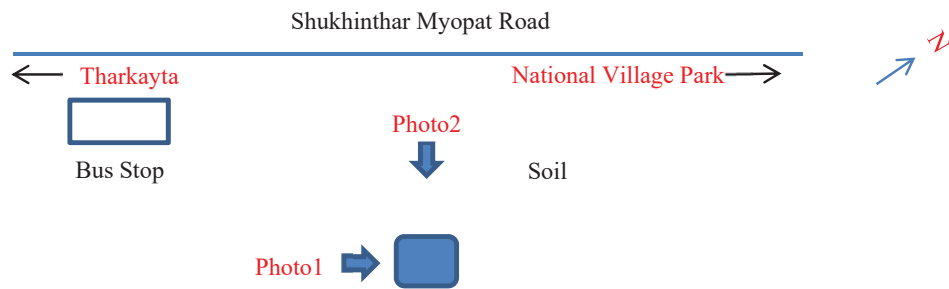 Shukhinthar Myopat Road
N
Tharkayta
National Village Park
Photo2
Bus Stop
Soil
Photo1